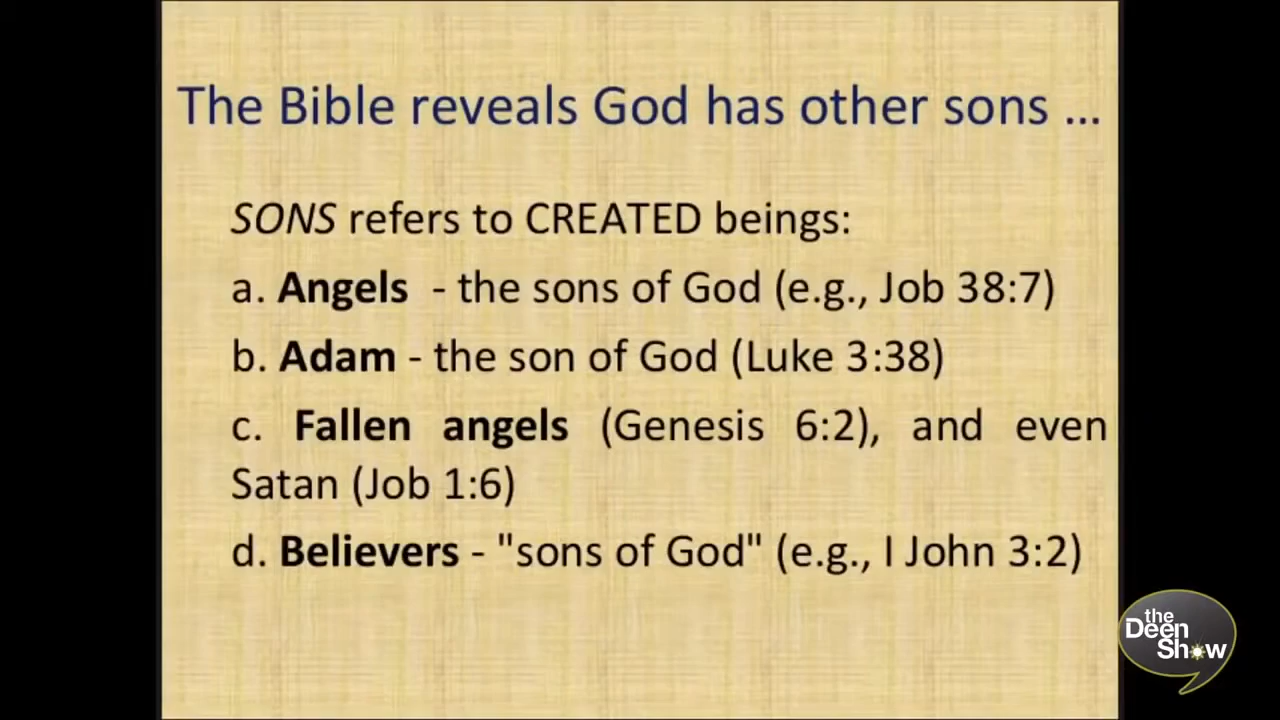 The Bible reveals God has other sons ...
SONS refers to CREATED beings:
a. Angels - the sons of God (e.g., Job 38:7)
b. Adam - the son of God (Luke 3:38)
c. Fallen angels (Genesis 6:2), and even
Satan (Job 1:6)
d. Believers - "sons of God" (e.g., I John 3:2)
the
Deen
Show